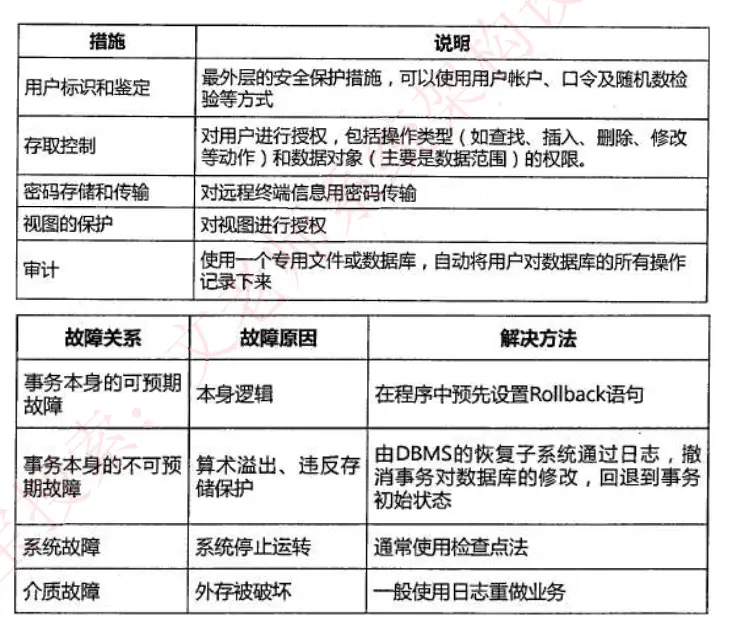 措施 说明
用户标识和鉴定 最外层的安全保护措施，可以使用用户帐户、口令及随机数检
验等方式
存取控制 对用户进行授权，包括操作类型（如查找、插入、删除、修改
等动作）和数据对象（主要是数据范围）的权限。
密码存储和传输 对远程终端信息用密码传输
视图的保护 对视图进行授权
审计 使用一个专用文件或数据库，自动将用户对数据库的所有操作
记录下来
故障关系 故障原因 解决方法
事务本身的可预期
故障 本身逻辑 在程序中预先设置Rollback语句
事务本身的不可预
期故障 算术溢出、违反存
储保护 由DBMS的恢复子系统通过日志，撤
消事务对数据库的修改，回退到事务
初始状态
系统故障 系统停止运转 通常使用检查点法
介质故障 外存被破坏 一般使用日志重做业务